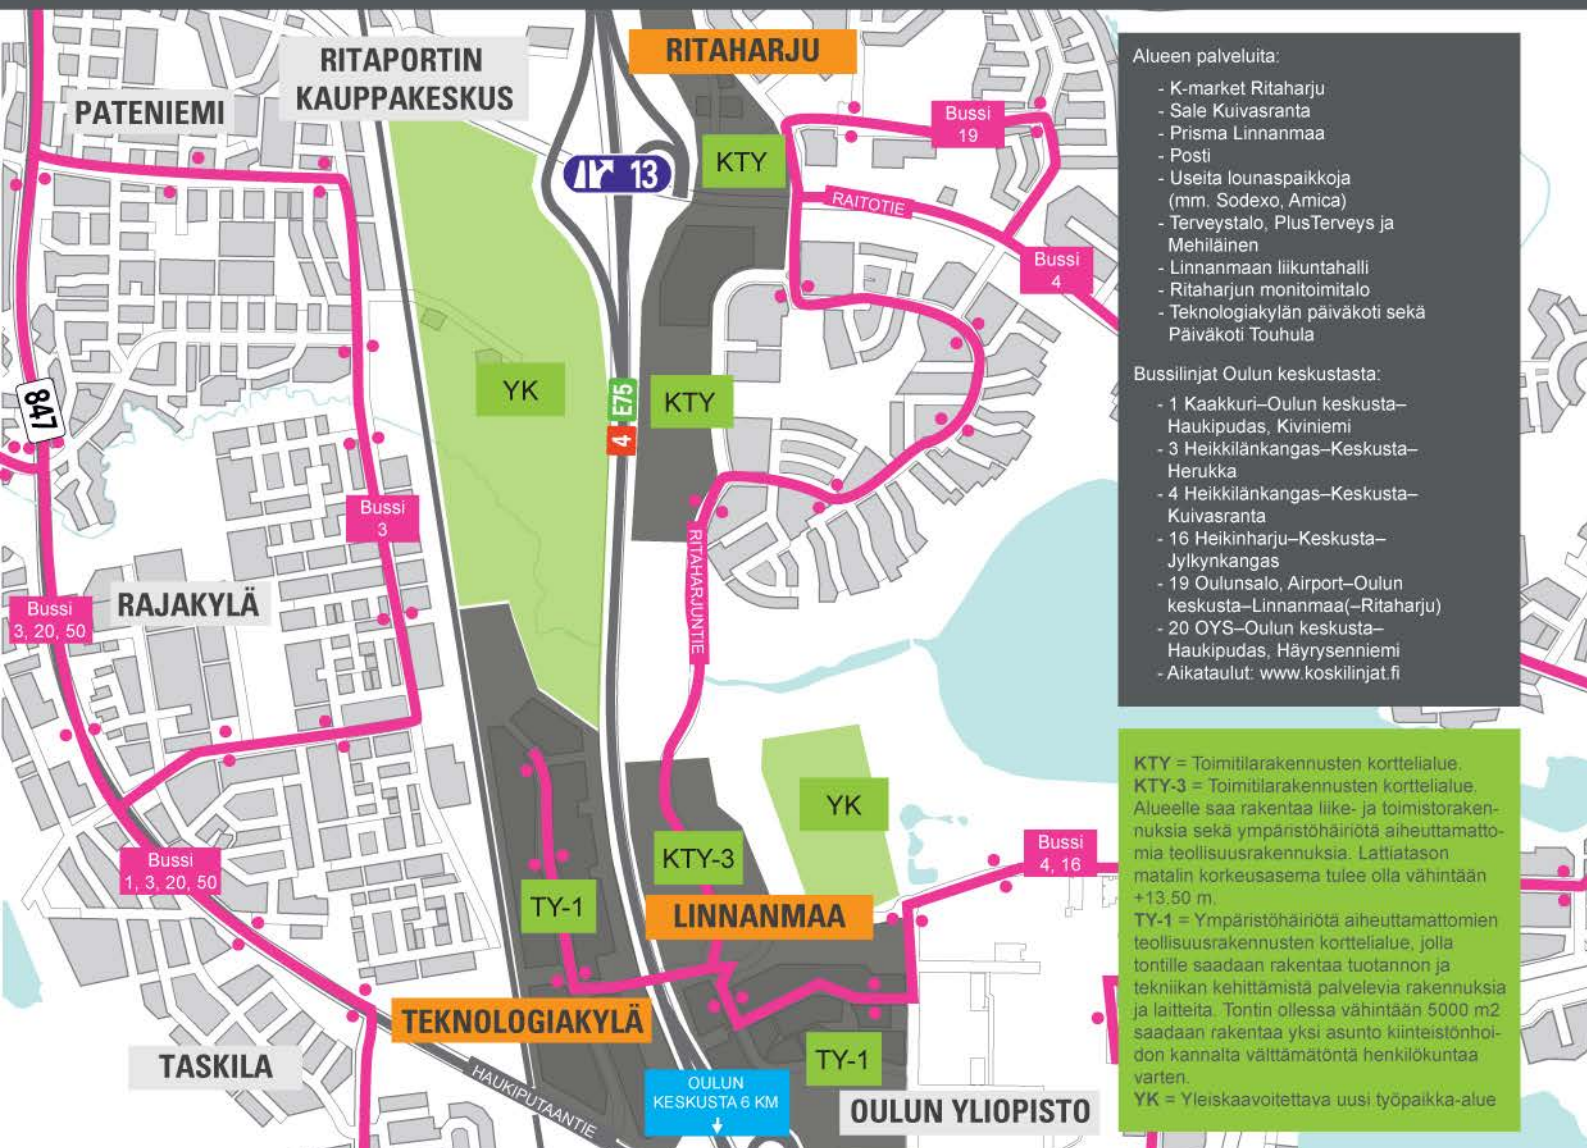 RITAPORTIN
KAUPPAKESKUS
RITAHARJU
PATENIEMI
13
KTY
Bussi
19
RAITOTIE
Bussi
4
YK
E75
4
KTY
847
Bussi
3
RITAHARJUNTIE
RAJAKYLÄ
Bussi
3, 20, 50
YK
KTY-3
Bussi
4, 16
Bussi
1, 3, 20, 50
TY-1
LINNANMAA
TEKNOLOGIAKYLÄ
TY-1
TASKILA
HAUKIPUTAANTIE
OULUN
KESKUSTA 6 KM
OULUN YLIOPISTO
Alueen palveluita:
- K-market Ritaharju
- Sale Kuivasranta
- Prisma Linnanmaa
- Posti
- Useita lounaspaikkoja
(mm. Sodexo, Amica)
- Terveystalo, PlusTerveys ja
Mehiläinen
- Linnanmaan liikuntahalli
- Ritaharjun monitoimitalo
- Teknologiakylän päiväkoti sekä
Päiväkoti Touhula
Bussilinjat Oulun keskustasta:
- 1 Kaakkuri–Oulun keskusta–
Haukipudas, Kiviniemi
- 3 Heikkilänkangas–Keskusta–
Herukka
- 4 Heikkilänkangas–Keskusta–
Kuivasranta
- 16 Heikinharju–Keskusta–
Jylkynkangas
- 19 Oulunsalo, Airport–Oulun
keskusta–Linnanmaa(–Ritaharju)
- 20 OYS–Oulun keskusta–
Haukipudas, Häyrysenniemi
- Aikataulut: www.koskilinjat.fi
KTY = Toimitilarakennusten korttelialue.
KTY-3 = Toimitilarakennusten korttelialue.
Alueelle saa rakentaa liike- ja toimistoraken-
nuksia sekä ympäristöhäiriötä aiheuttamatto-
mia teollisuusrakennuksia. Lattiatason
matalin korkeusasema tulee olla vähintään
+13.50 m.
TY-1 = Ympäristöhäiriötä aiheuttamattomien
teollisuusrakennusten korttelialue, jolla
tontille saadaan rakentaa tuotannon ja
tekniikan kehittämistä palvelevia rakennuksia
ja laitteita. Tontin ollessa vähintään 5000 m2
saadaan rakentaa yksi asunto kiinteistönhoi-
don kannalta välttämätöntä henkilökuntaa
varten.
YK = Yleiskaavoitettava uusi työpaikka-alue